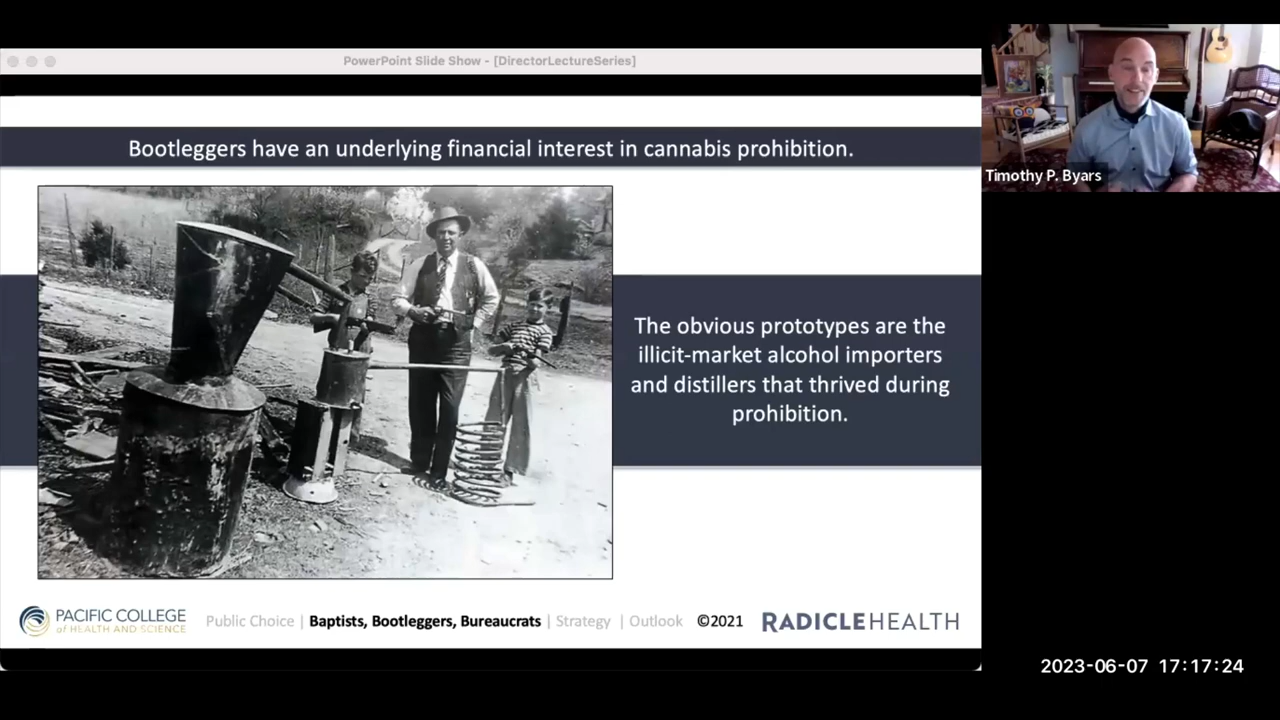 PowerPoint Slide Show - [DirectorLectureSeries]
Bootleggers have an underlying financial interest in cannabis prohibition.
Timothy P. Byars
The obvious prototypes are the
illicit-market alcohol importers
and distillers that thrived during
prohibition.
PACIFIC COLLEGE
of HEALTH AND SCIENCE
Public Choice | Baptists, Bootleggers, Bureaucrats | Strategy | Outlook ©2021
RADICLEHEALTH
2023-06-07 17:17:24